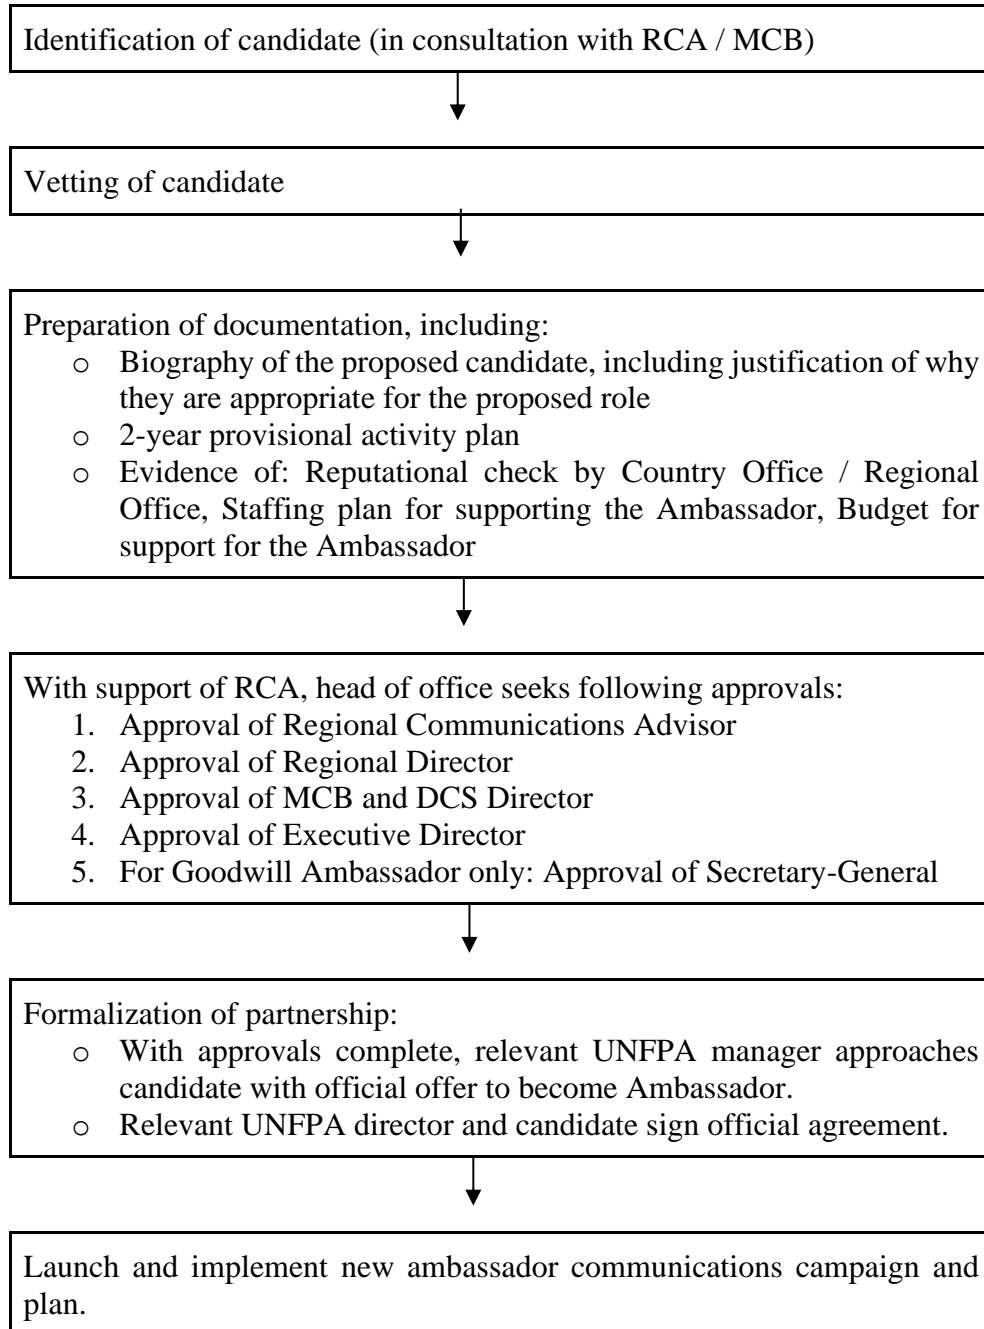 Identification of candidate (in consultation with RCA / MCB)
Vetting of candidate
Preparation of documentation, including:
o Biography of the proposed candidate, including justification of why
they are appropriate for the proposed role
o 2-year provisional activity plan
o Evidence of: Reputational check by Country Office / Regional
Office, Staffing plan for supporting the Ambassador, Budget for
support for the Ambassador
With support of RCA, head of office seeks following approvals:
1. Approval of Regional Communications Advisor
2. Approval of Regional Director
3. Approval of MCB and DCS Director
4. Approval of Executive Director
5. For Goodwill Ambassador only: Approval of Secretary-General
Formalization of partnership:
o With approvals complete, relevant UNFPA manager approaches
candidate with official offer to become Ambassador.
o Relevant UNFPA director and candidate sign official agreement.
Launch and implement new ambassador communications campaign and
plan.